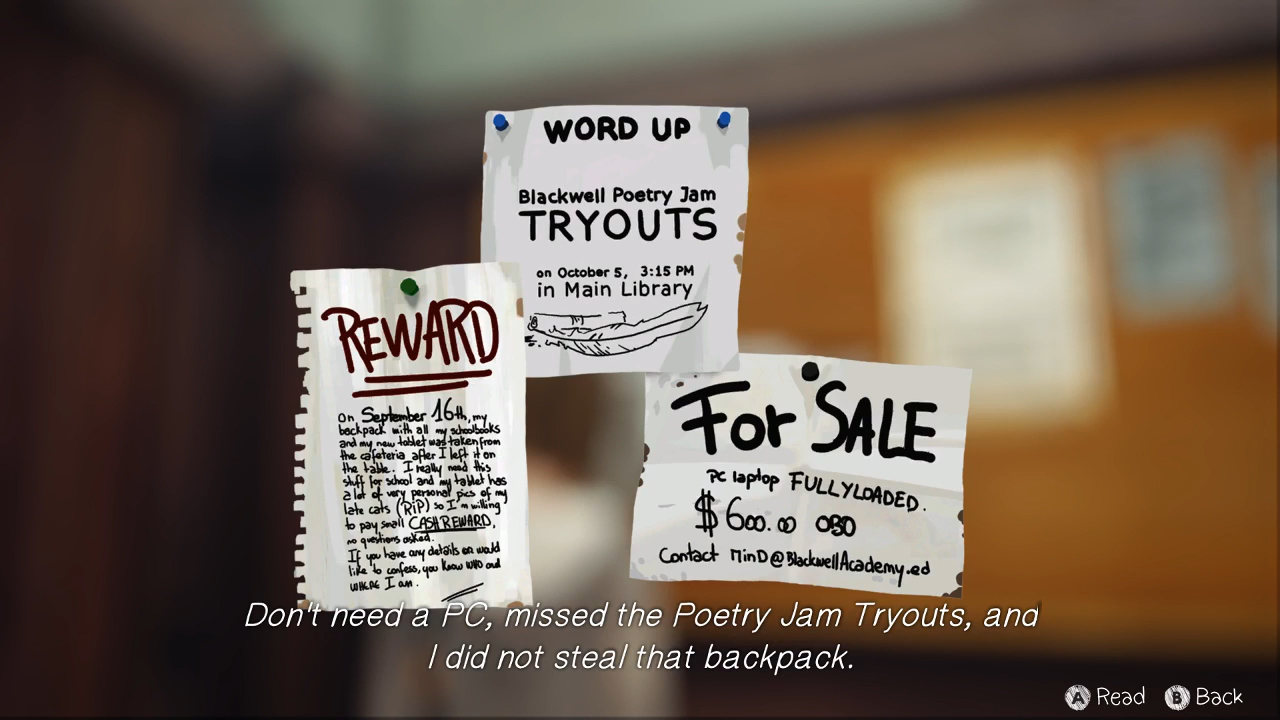 WORD UP
Blackwell Poetry Jam
TRYOUTS
on October 5, 3:15 PM
in Main Library
REWARD
On September 16th, my
backpack with all my schoolbooks
and my new tablet was taken from
the cafeteria after I left it on
the table. I really need this
stuff for school and my tablet has
a lot of very personal pics of my
late cats (RiP) so I'm willing
to pay small CASH REWARD,
no questions asked.
If you have any details or would
like to confess, you know WHO and
WHERE I am.
For SALE
PC laptop FULLYLOADED.
$600.00 OBO
Contact MinD@BlackwellAcademy.ed
Don't need a PC, missed the Poetry Jam Tryouts, and
I did not steal that backpack.
A Read B Back